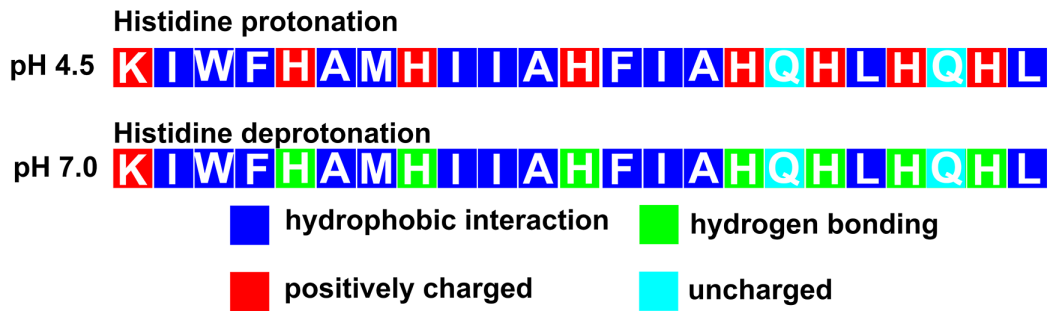 Histidine protonation
pH 4.5 K I W F H A M H I I A H F I A H Q H L H Q H L
Histidine deprotonation
pH 7.0 K I W F H A M H I I A H F I A H Q H L H Q H L
hydrophobic interaction hydrogen bonding
positively charged uncharged